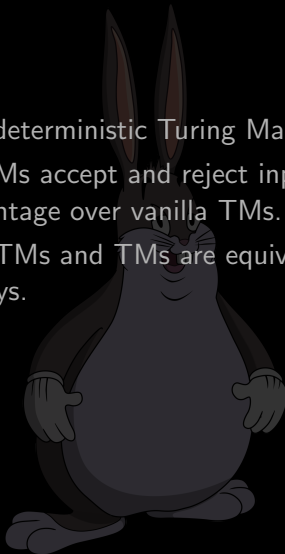 deterministic Turing Ma
Ms accept and reject inp
ntage over vanilla TMs.
TMs and TMs are equiv
ys.